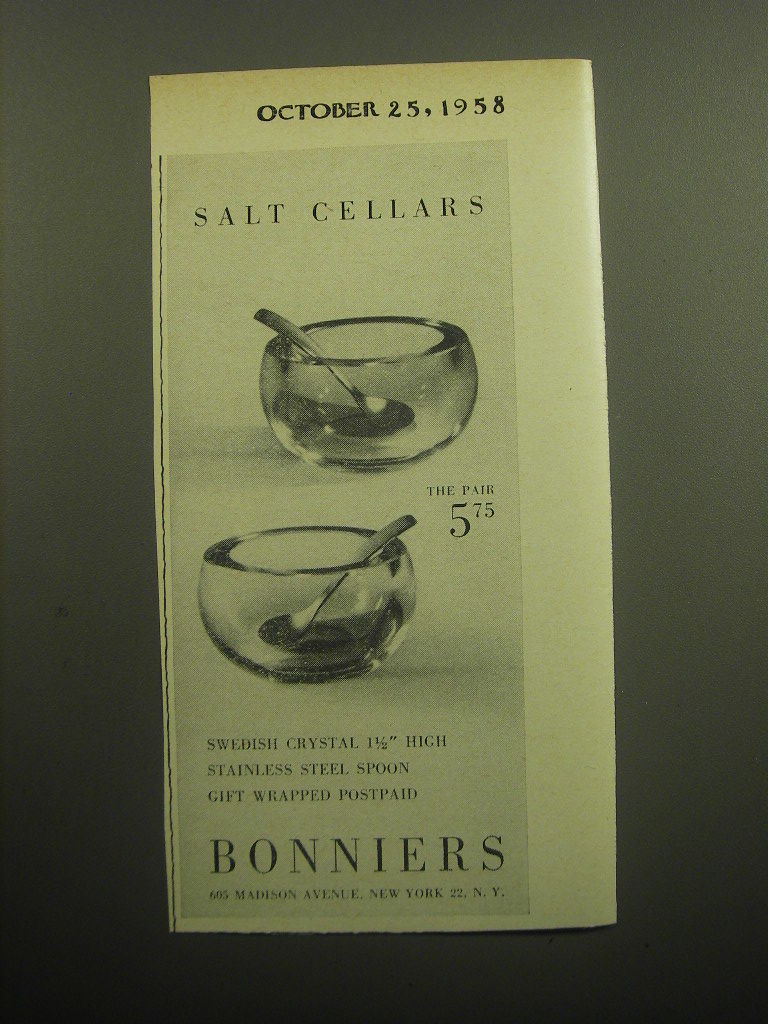 OCTOBER 25, 1958
SALT CELLARS
THE PAIR
5 75
SWEDISH CRYSTAL 1½" HIGH
STAINLESS STEEL SPOON
GIFT WRAPPED POSTPAID
BONNIERS
605 MADISON AVENUE, NEW YORK 22, N. Y.